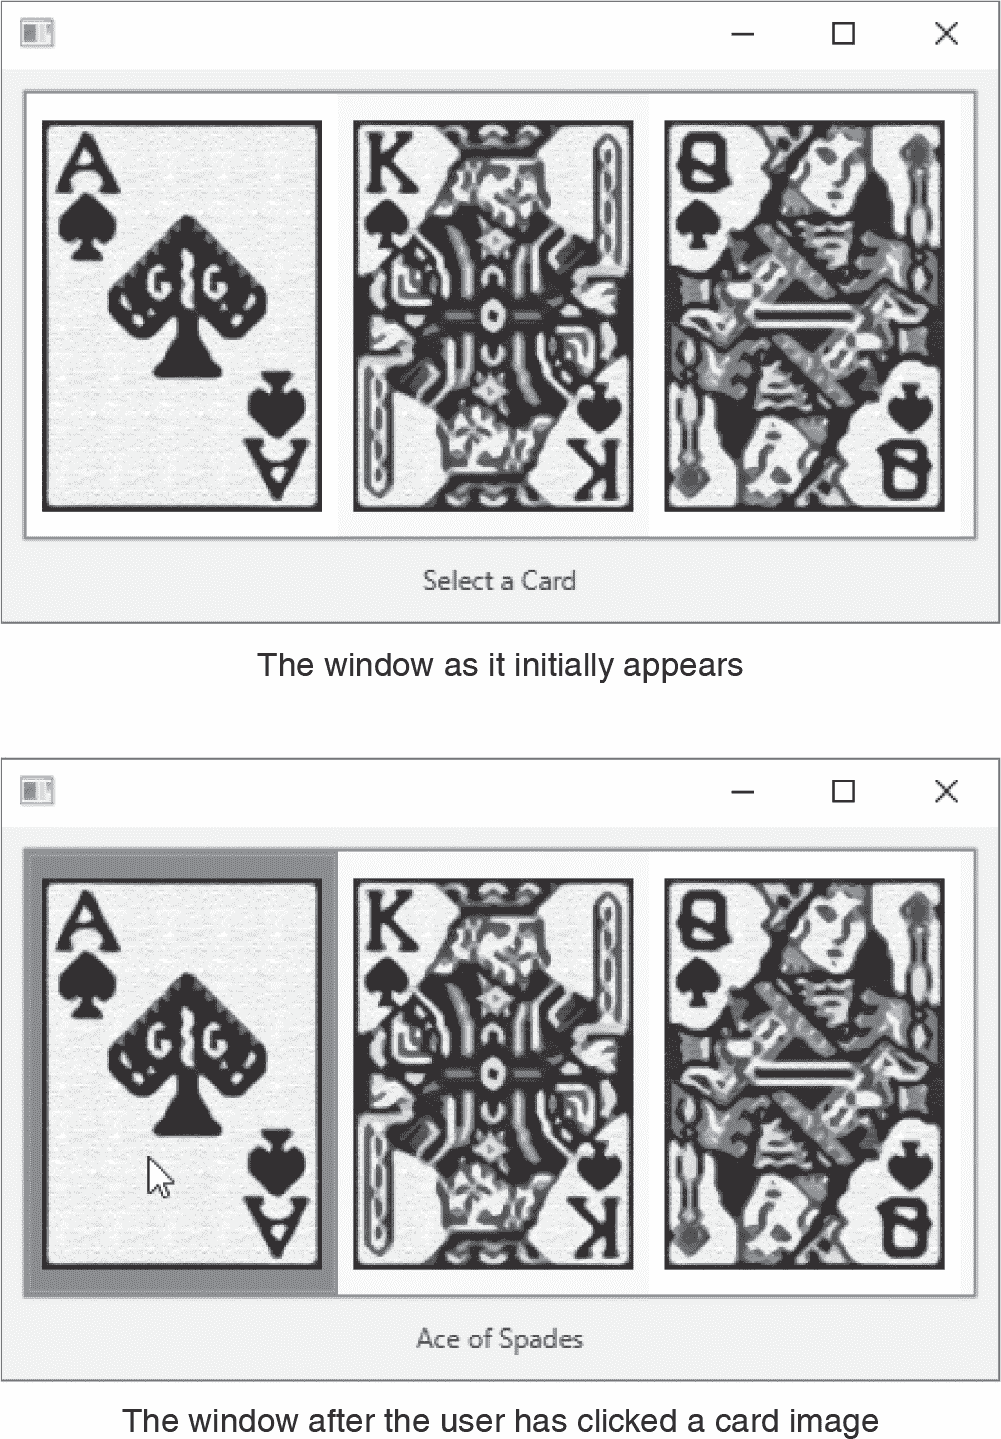 A K Q
G G
A K Q
Select a Card
The window as it initially appears
A K Q
G G
A K Q
Ace of Spades
The window after the user has clicked a card image